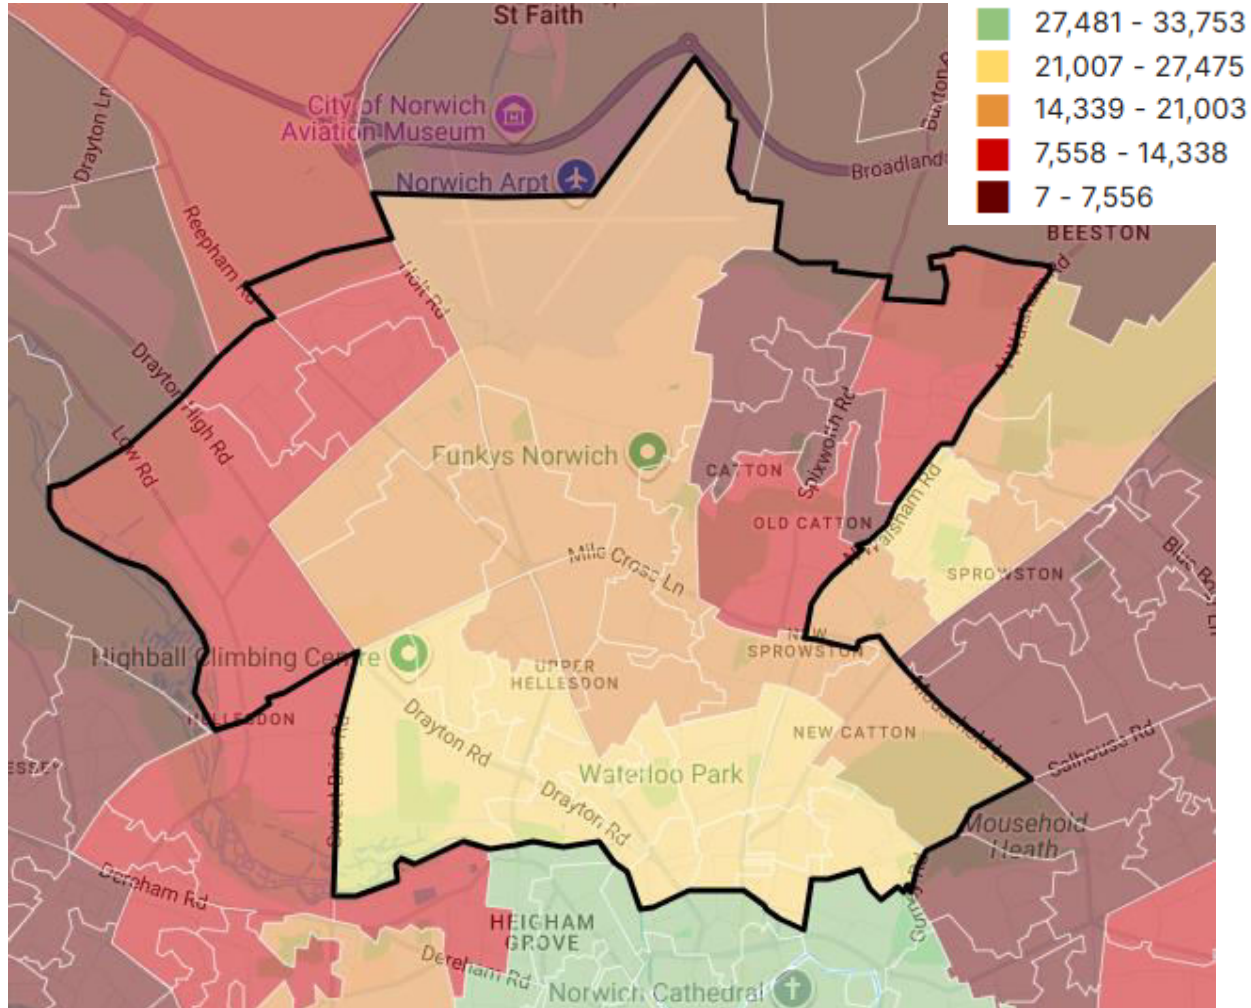 St Faith
27,481 - 33,753
21,007 - 27,475
14,339 - 21,003
7,558 - 14,338
7 - 7,556
City of Norwich
Aviation Museum
Drayton Ln
Norwich Arpt
Broadland
BEESTON
Reepham Rd
Holt Rd
Drayton High Rd
Low Rd
Funkys Norwich
CATTON
Spixworth Rd
OLD CATTON
Mile Cross Ln
SPROWSTON
NEW
SPROWSTON
Highball Climbing Centre
UPPER
HELLESDON
HELLESDON
Drayton Rd
NEW CATTON
Mousehold Ln
Salhouse Rd
Waterloo Park
Drayton Rd
Mousehold
Heath
Dereham Rd
HEIGHAM
GROVE
Dereham Rd
Norwich Cathedral